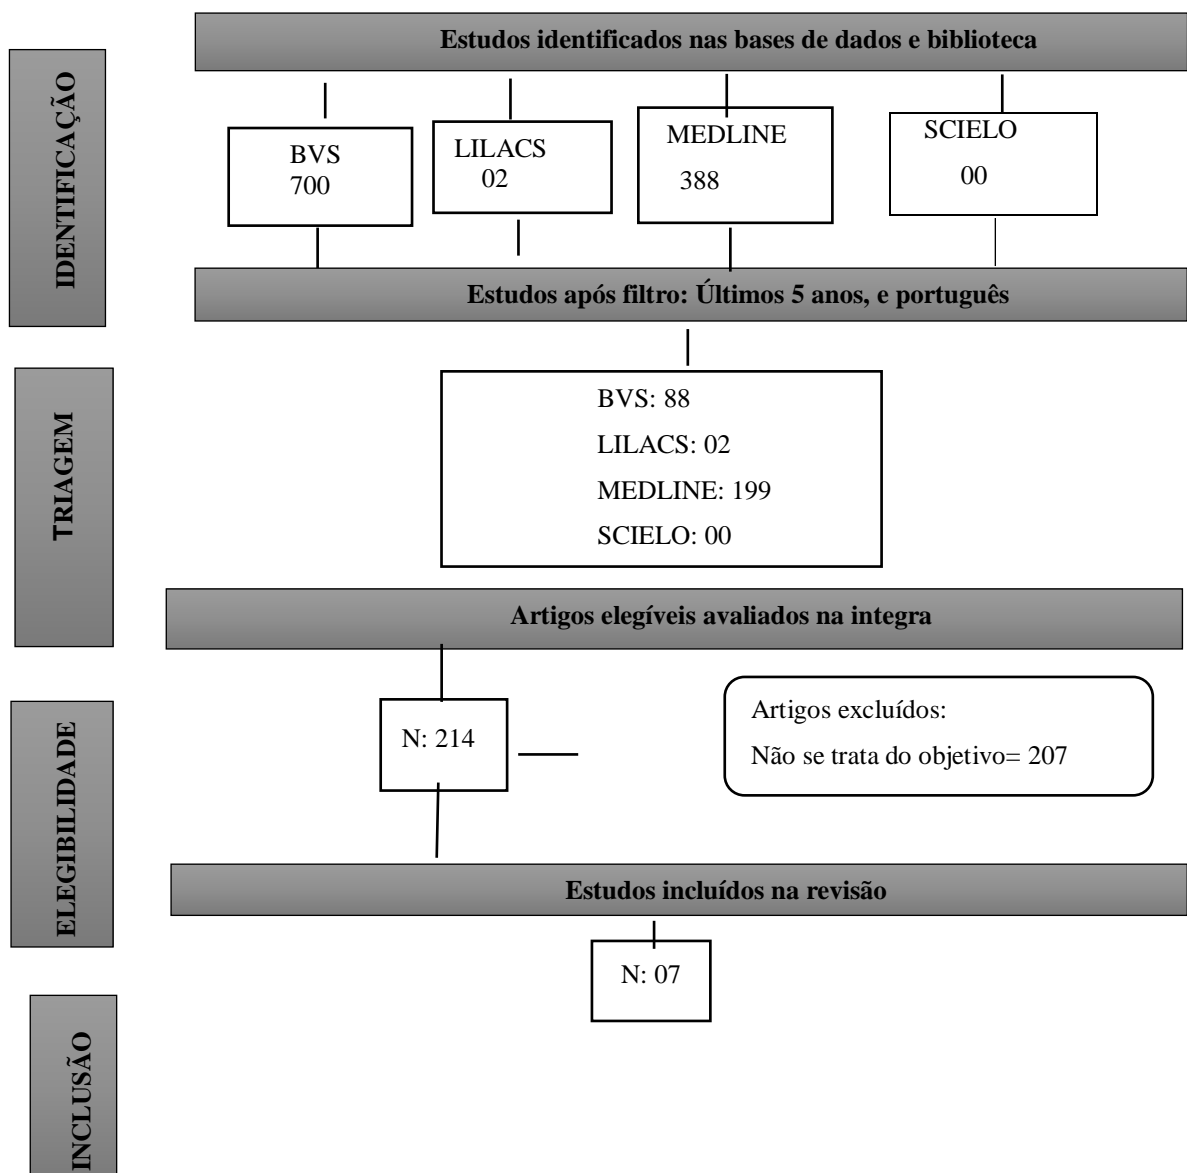 IDENTIFICAÇÃO
Estudos identificados nas bases de dados e biblioteca
BVS
700
LILACS
02
MEDLINE
388
SCIELO
00
Estudos após filtro: Últimos 5 anos, e português
TRIAGEM
BVS: 88
LILACS: 02
MEDLINE: 199
SCIELO: 00
Artigos elegíveis avaliados na integra
ELEGIBILIDADE
N: 214
Artigos excluídos:
Não se trata do objetivo= 207
Estudos incluídos na revisão
INCLUSÃO
N: 07